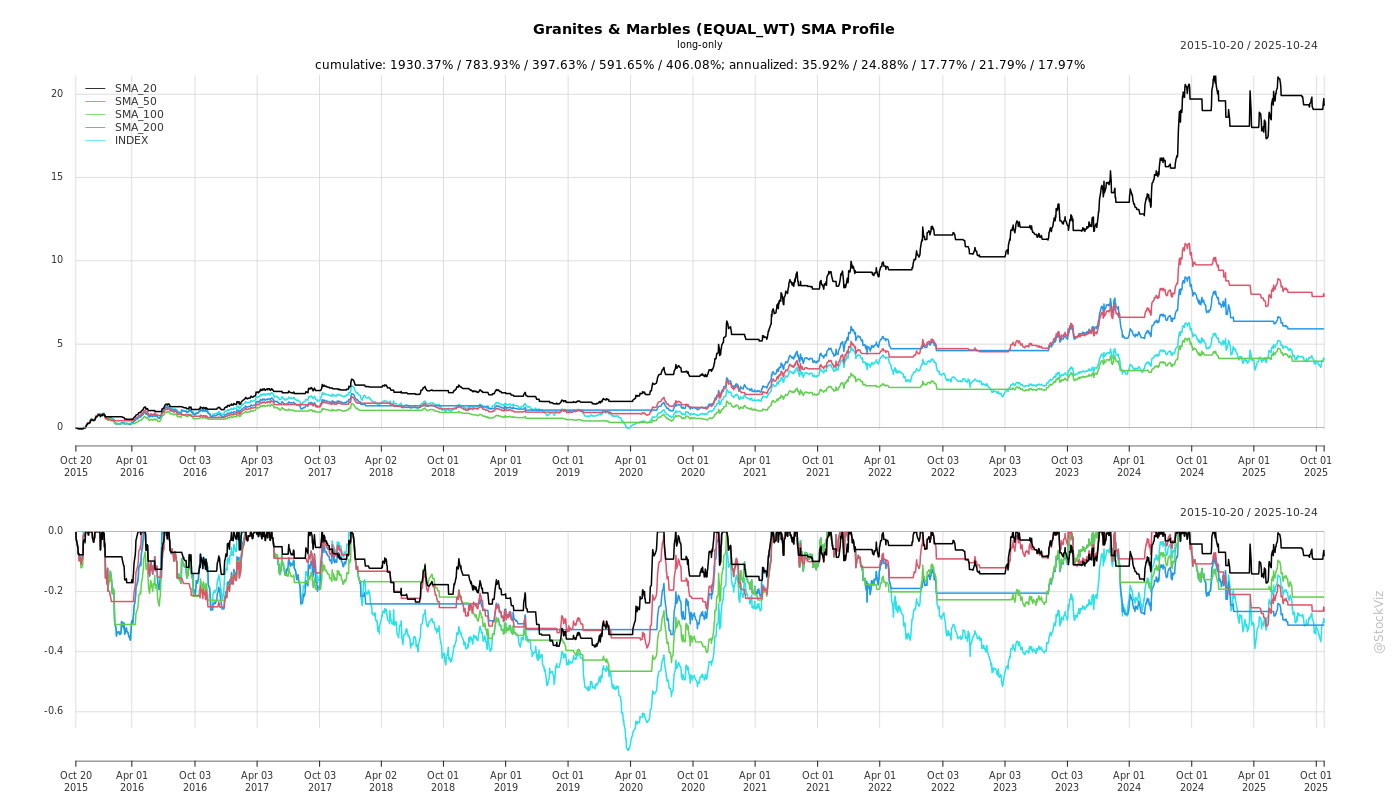 Granites & Marbles (EQUAL_WT) SMA Profile
long-only
2015-10-20 / 2025-10-24
cumulative: 1930.37% / 783.93% / 397.63% / 591.65% / 406.08%; annualized: 35.92% / 24.88% / 17.77% / 21.79% / 17.97%
SMA_20
SMA_50
SMA_100
SMA_200
INDEX
20
15
10
5
0
Oct 20 Apr 01 Oct 03 Apr 03 Oct 03 Apr 02 Oct 01 Apr 01 Oct 01 Apr 01 Oct 01 Apr 01 Oct 01 Apr 01 Oct 03 Apr 03 Oct 03 Apr 01 Oct 01 Apr 01 Oct 01
2015 2016 2016 2017 2017 2018 2018 2019 2019 2020 2020 2021 2021 2022 2022 2023 2023 2024 2024 2025 2025
2015-10-20 / 2025-10-24
0.0
-0.2
-0.4
-0.6
@StockViz
Oct 20 Apr 01 Oct 03 Apr 03 Oct 03 Apr 02 Oct 01 Apr 01 Oct 01 Apr 01 Oct 01 Apr 01 Oct 01 Apr 01 Oct 03 Apr 03 Oct 03 Apr 01 Oct 01 Apr 01 Oct 01
2015 2016 2016 2017 2017 2018 2018 2019 2019 2020 2020 2021 2021 2022 2022 2023 2023 2024 2024 2025 2025